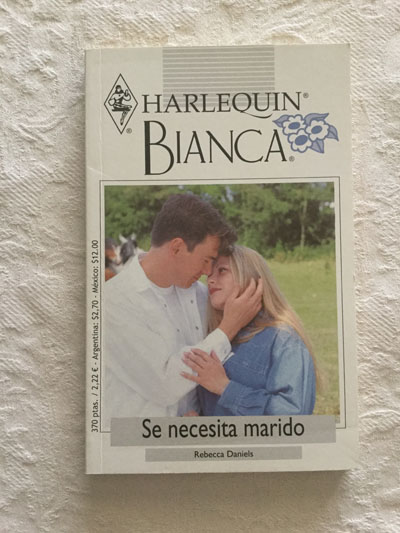 HARLEQUIN®
®
BIANCA®
370 ptas. / 2,22 € - Argentina: $2,70 - México: $12.00
Se necesita marido
Rebecca Daniels